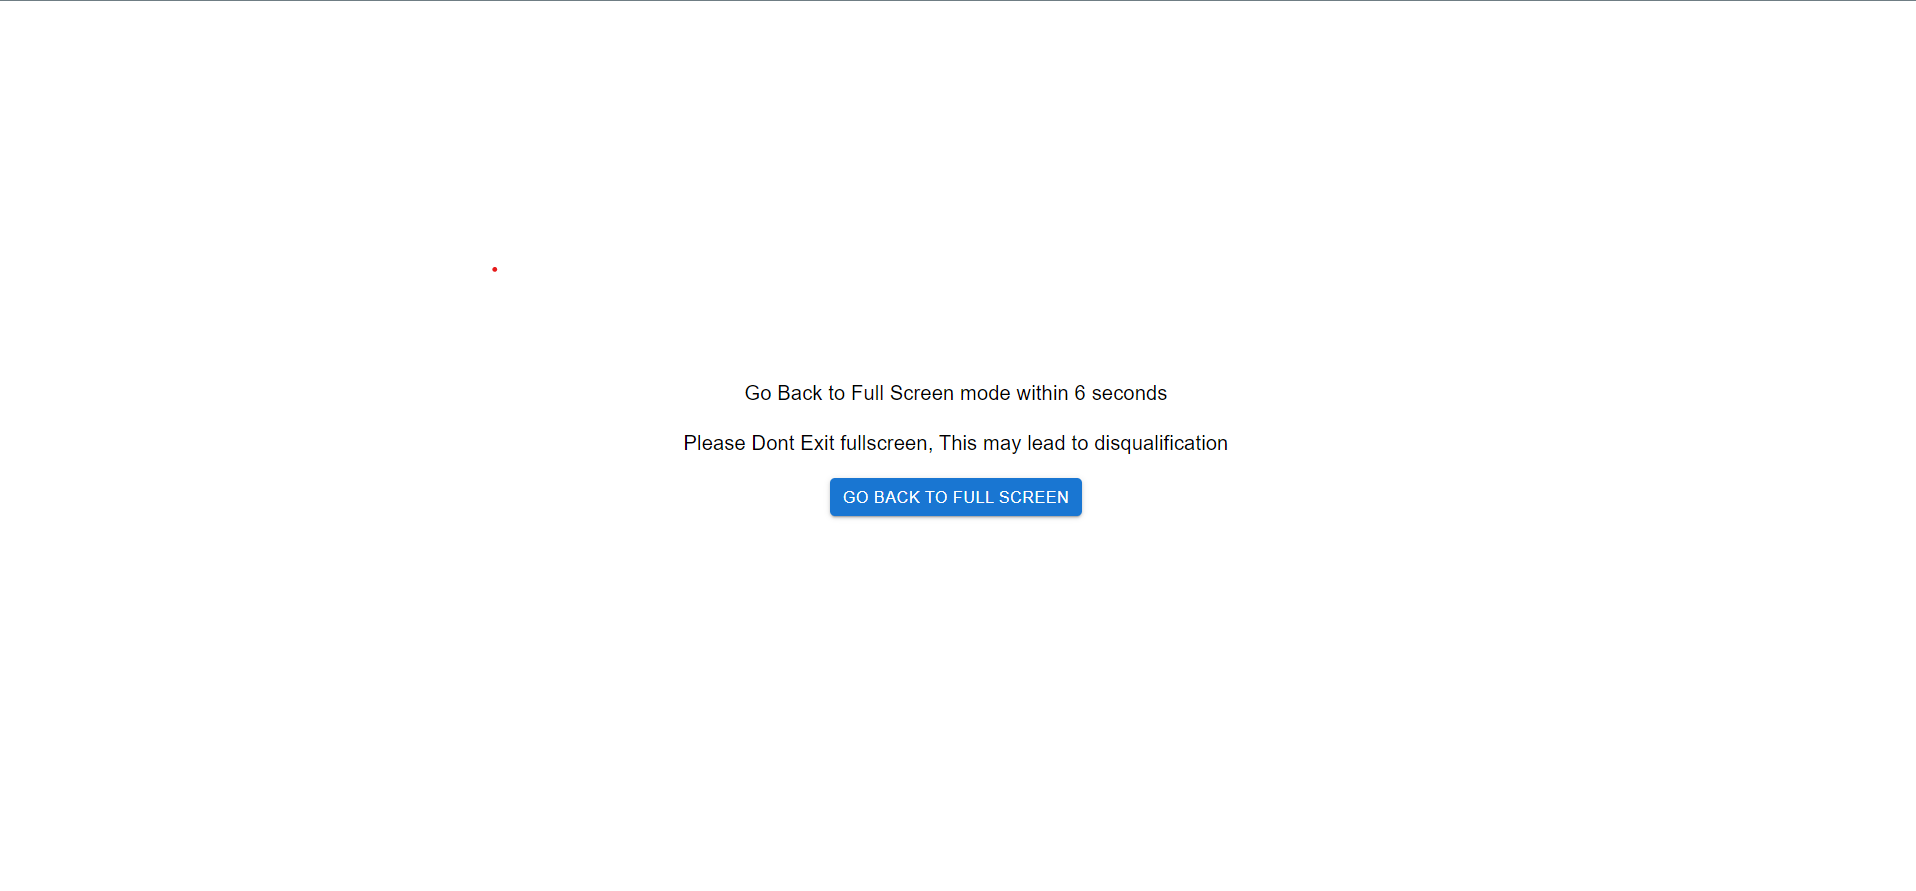 Go Back to Full Screen mode within 6 seconds
Please Dont Exit fullscreen, This may lead to disqualification
GO BACK TO FULL SCREEN